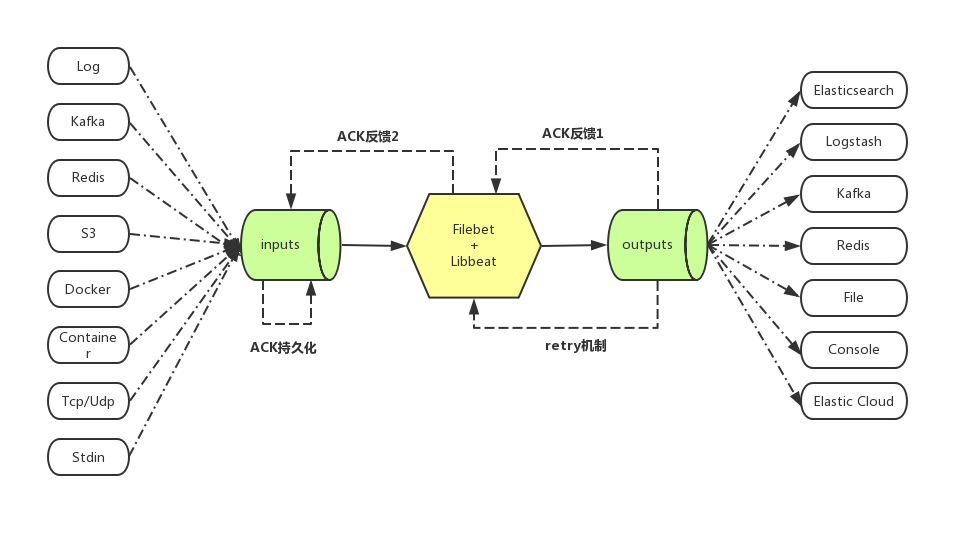 Log
Kafka
Redis
S3
Docker
Containe
r
Tcp/Udp
Stdin
ACK反馈2
ACK反馈1
inputs
Filebet
+
Libbeat
outputs
ACK持久化
retry机制
Elasticsearch
Logstash
Kafka
Redis
File
Console
Elastic Cloud